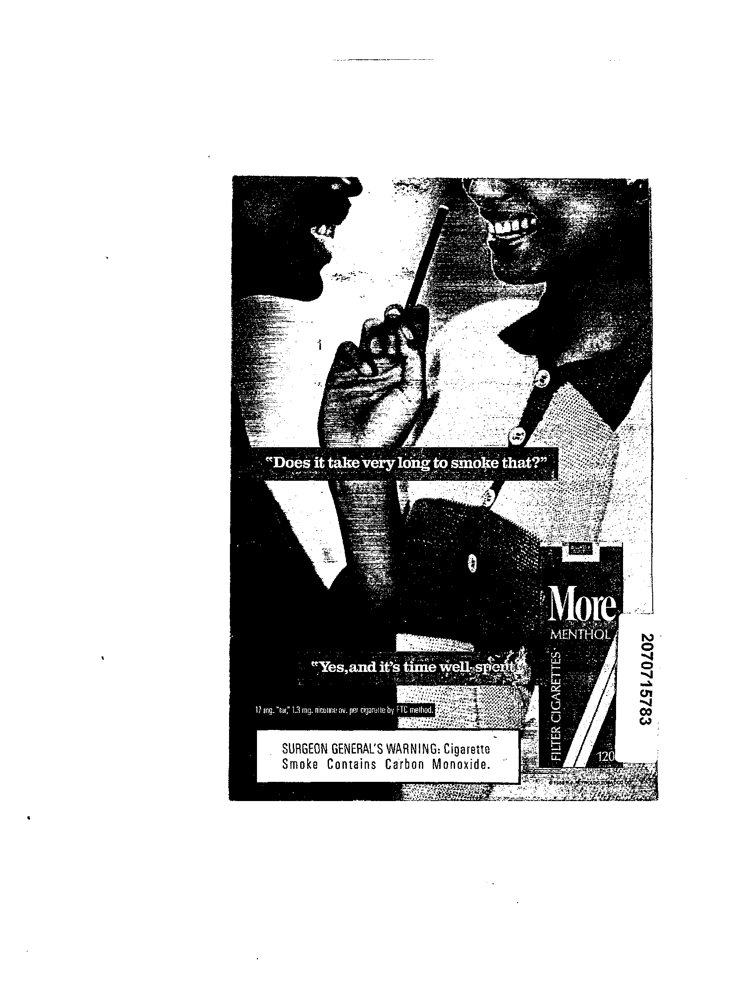 "Does it take very long to smoke that?"
More
MENTHOL
"Yes, and it's time well-spent
FILTER CIGARETTES
17 mg. "tar," 1.3 mg. nicotine av. per cigarette by FTC method.
SURGEON GENERAL'S WARNING: Cigarette
Smoke Contains Carbon Monoxide.
120
2070715783